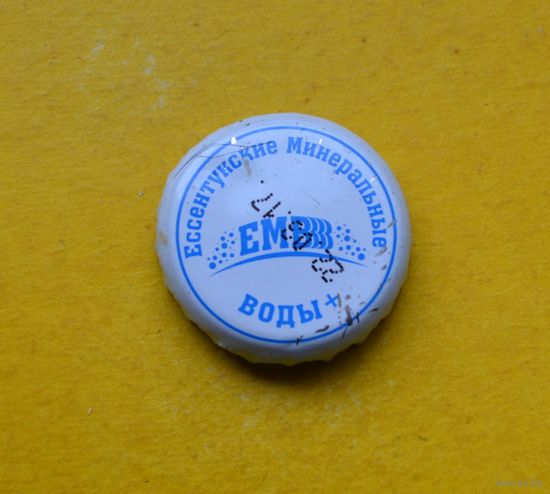 Ессентукские Минеральные
ЕМВ
воды+